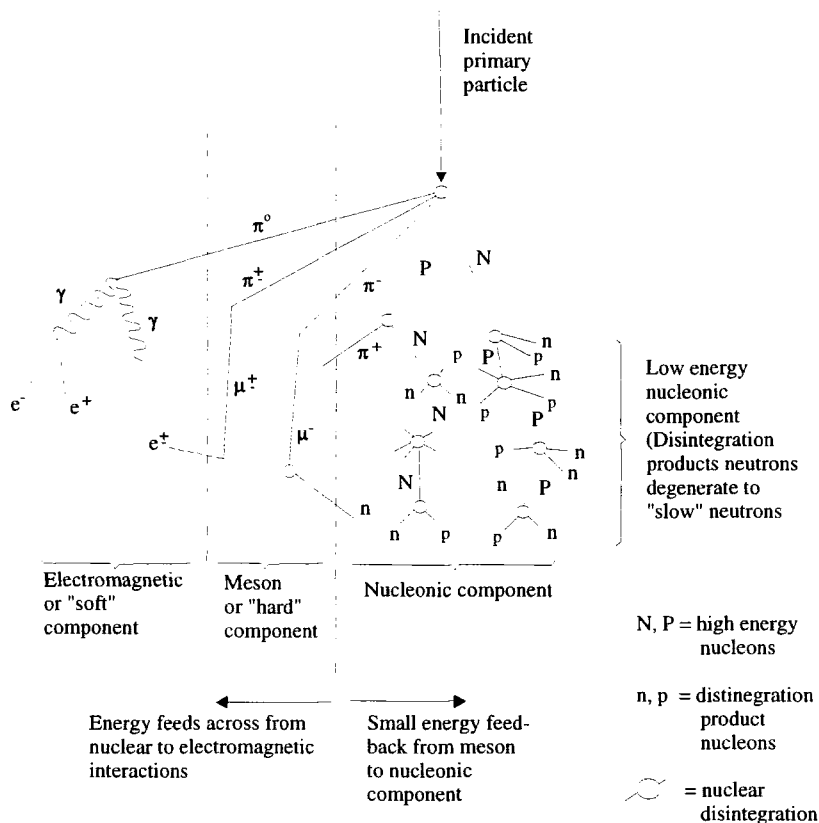 Incident
primary
particle
π°
π±
π⁻
P
N
γ
γ
π⁺
N
p
P
n
p
n
μ±
n
n
p
p
e⁻
e⁺
N
P
e±
μ⁻
p
n
n
N
n
P
n
n
p
p
n
Low energy
nucleonic
component
(Disintegration
products neutrons
degenerate to
"slow" neutrons
Electromagnetic
or "soft"
component
Meson
or "hard"
component
Nucleonic component
N, P = high energy
nucleons
n, p = distinegration
product
nucleons
= nuclear
disintegration
Energy feeds across from
nuclear to electromagnetic
interactions
Small energy feed-
back from meson
to nucleonic
component